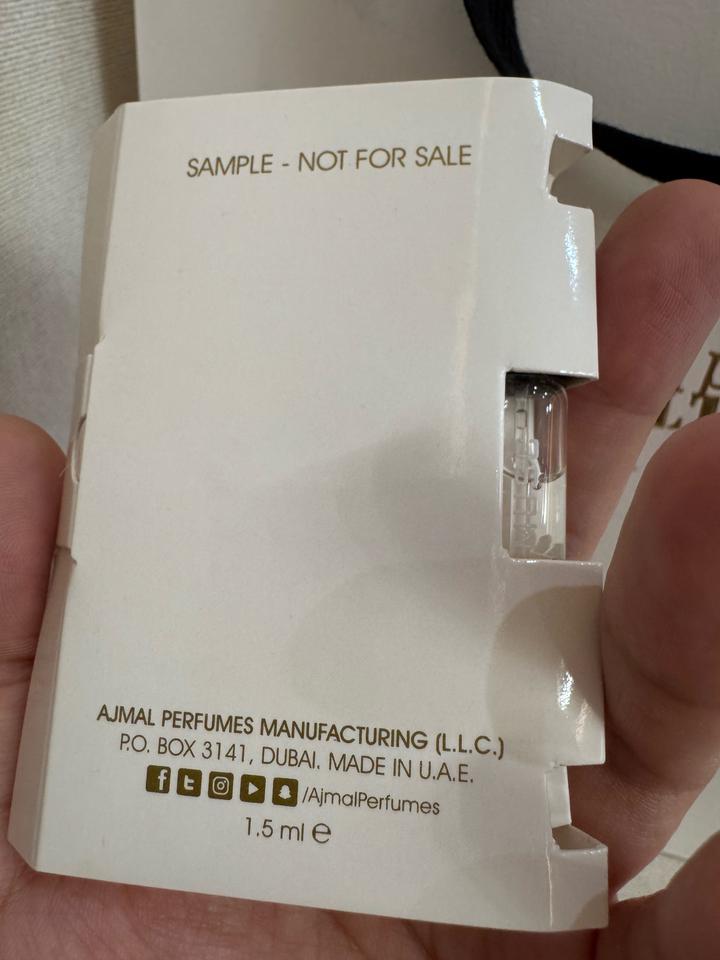 SAMPLE - NOT FOR SALE
AJMAL PERFUMES MANUFACTURING (L.L.C.)
P.O. BOX 3141, DUBAI. MADE IN U.A.E.
/AjmalPerfumes
1.5 ml ℮